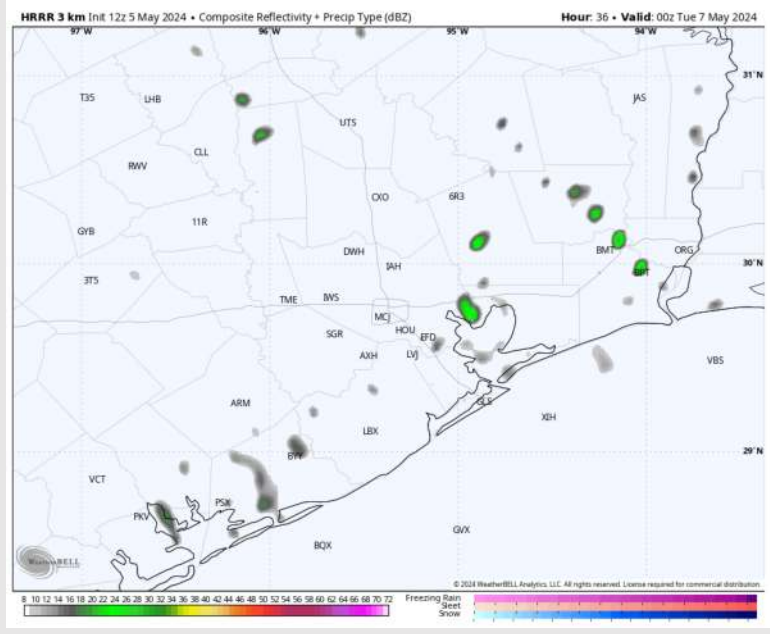 HRRR 3 km Init 12z 5 May 2024 • Composite Reflectivity + Precip Type (dBZ)
Hour: 36 • Valid: 00z Tue 7 May 2024
97°W 96°W 95°W 94°W
31°N
T35 LHB JAS
UTS
CLL
RWV
CXO 6R3
11R
GYB
DWH BMT ORG
IAH 30°N
BPT
3T5
TME IWS
MCJ
SGR HOU EFD
AXH LVJ VBS
ARM GLS
XIH
LBX
29°N
BYY
VCT
PSX
PKV
GVX
BQX
WeatherBELL
© 2024 WeatherBELL Analytics, LLC. All rights reserved. License required for commercial distribution.
8 10 12 14 16 18 20 22 24 26 28 30 32 34 36 38 40 42 44 46 48 50 52 54 56 58 60 62 64 66 68 70 72
Freezing Rain
Sleet
Snow